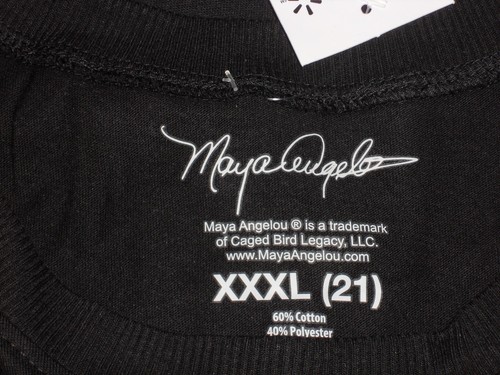 Maya Angelou
Maya Angelou ® is a trademark
of Caged Bird Legacy, LLC.
www.MayaAngelou.com
XXXL (21)
60% Cotton
40% Polyester